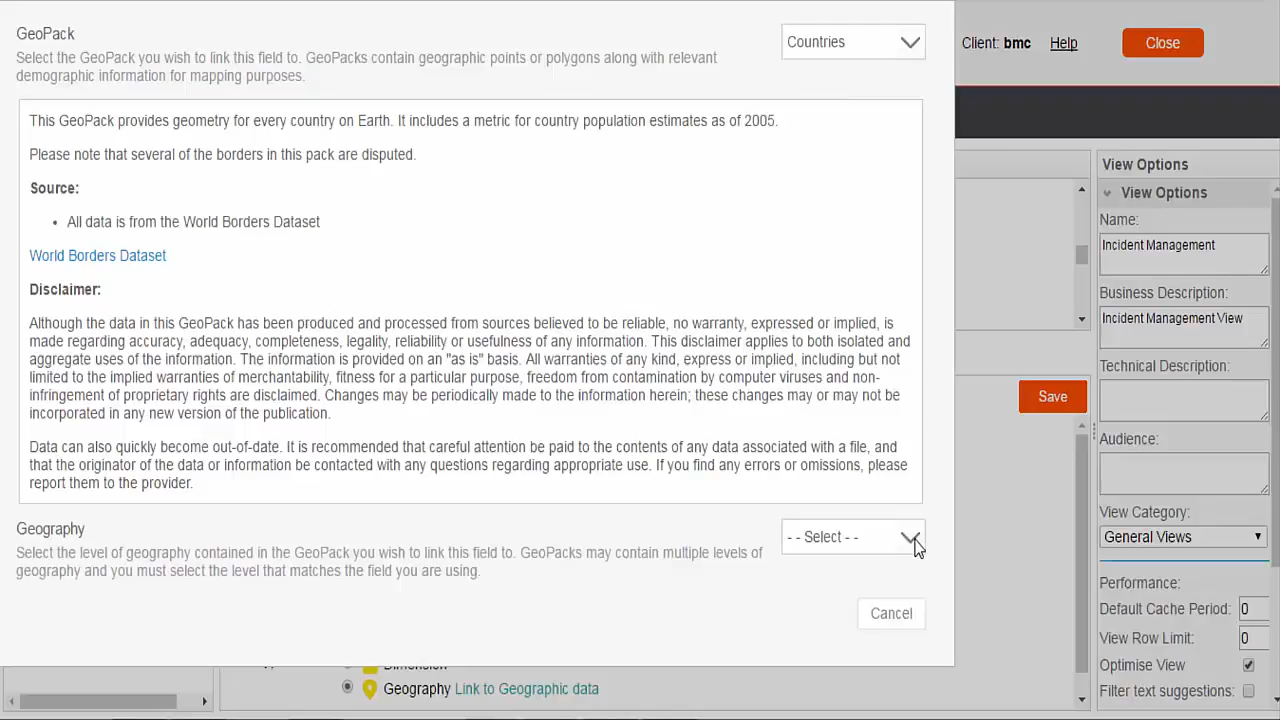 GeoPack
Select the GeoPack you wish to link this field to. GeoPacks contain geographic points or polygons along with relevant
demographic information for mapping purposes.
Countries
Client: bmc
Help
Close
This GeoPack provides geometry for every country on Earth. It includes a metric for country population estimates as of 2005.
Please note that several of the borders in this pack are disputed.
Source:
• All data is from the World Borders Dataset
World Borders Dataset
Disclaimer:
Although the data in this GeoPack has been produced and processed from sources believed to be reliable, no warranty, expressed or implied, is
made regarding accuracy, adequacy, completeness, legality, reliability or usefulness of any information. This disclaimer applies to both isolated and
aggregate uses of the information. The information is provided on an "as is" basis. All warranties of any kind, express or implied, including but not
limited to the implied warranties of merchantability, fitness for a particular purpose, freedom from contamination by computer viruses and non-
infringement of proprietary rights are disclaimed. Changes may be periodically made to the information herein; these changes may or may not be
incorporated in any new version of the publication.
Data can also quickly become out-of-date. It is recommended that careful attention be paid to the contents of any data associated with a file, and
that the originator of the data or information be contacted with any questions regarding appropriate use. If you find any errors or omissions, please
report them to the provider.
Geography
Select the level of geography contained in the GeoPack you wish to link this field to. GeoPacks may contain multiple levels of
geography and you must select the level that matches the field you are using.
- - Select - -
Cancel
Dimension
Geography Link to Geographic data
Save
View Options
View Options
Name:
Incident Management
Business Description:
Incident Management View
Technical Description:
Audience:
View Category:
General Views
Performance:
Default Cache Period: 0
View Row Limit: 0
Optimise View
Filter text suggestions: